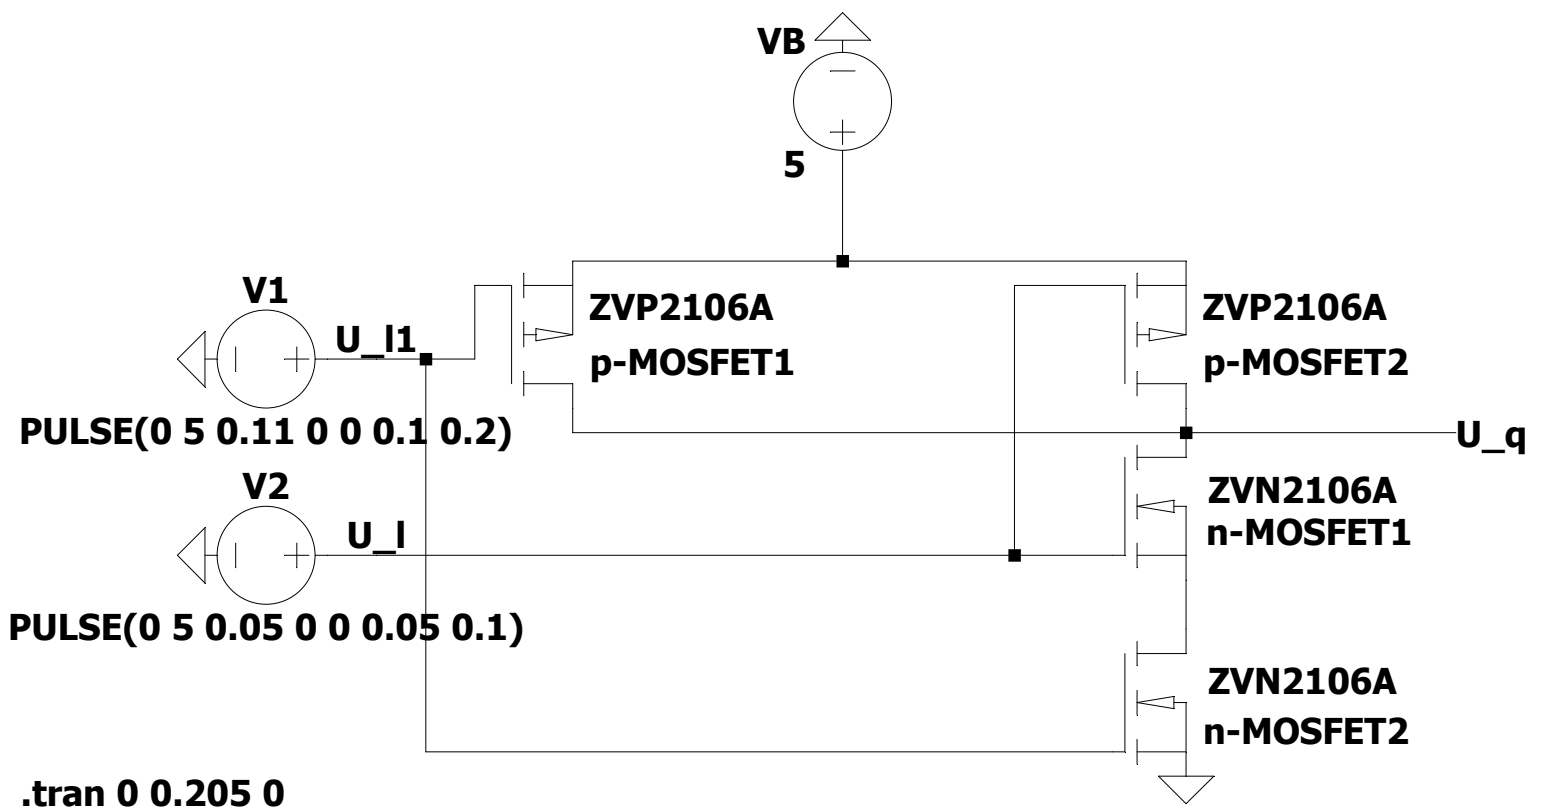 VB
5
V1
U_l1
PULSE(0 5 0.11 0 0 0.1 0.2)
ZVP2106A
p-MOSFET1
ZVP2106A
p-MOSFET2
U_q
V2
U_l
PULSE(0 5 0.05 0 0 0.05 0.1)
ZVN2106A
n-MOSFET1
ZVN2106A
n-MOSFET2
.tran 0 0.205 0